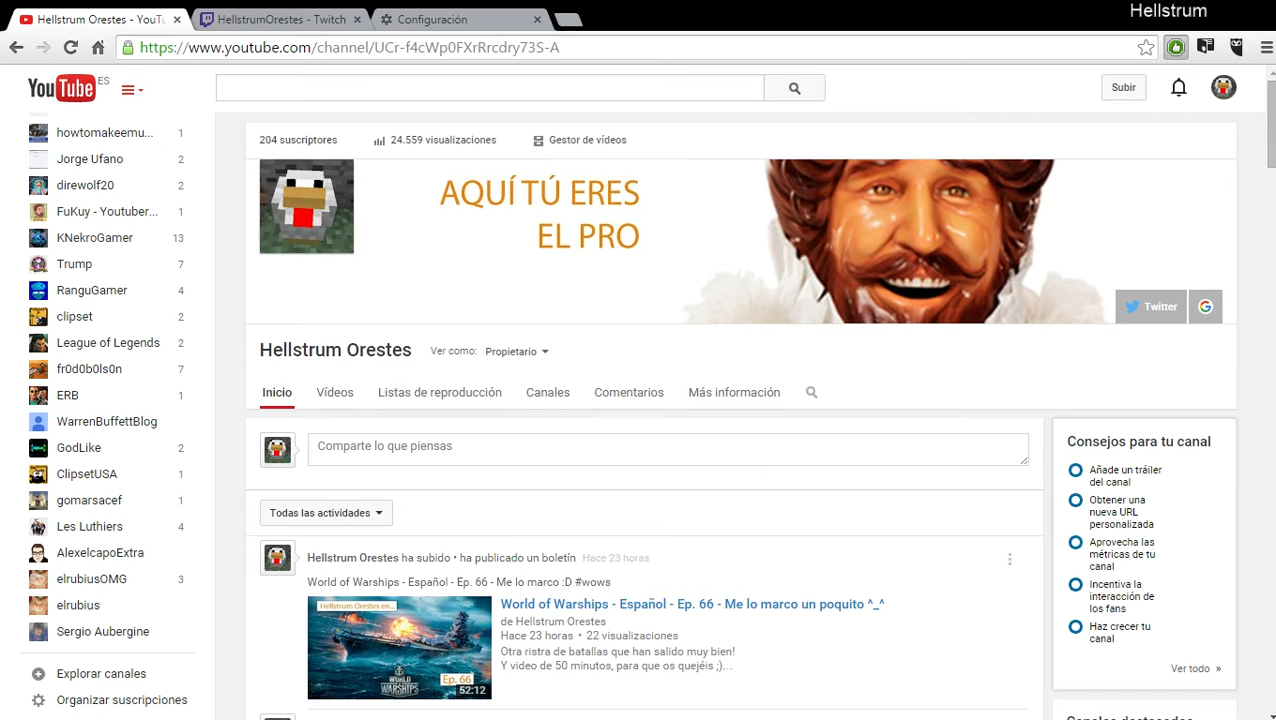 Hellstrum
Hellstrum Orestes - YouTu
HellstrumOrestes - Twitch
Configuración
https://www.youtube.com/channel/UCr-f4cWp0FXrRrcdry73S-A
YouTube ES
Subir
howtomakeemu... 1
Jorge Ufano 2
direwolf20 2
FuKuy - Youtuber... 1
KNekroGamer 13
Trump 7
RanguGamer 4
clipset 2
League of Legends 2
fr0d0b0ls0n 7
ERB 1
WarrenBuffettBlog
GodLike 2
ClipsetUSA 1
gomarsacef 1
Les Luthiers 4
AlexelcapoExtra
elrubiusOMG 3
elrubius
Sergio Aubergine
Explorar canales
Organizar suscripciones
204 suscriptores
24.559 visualizaciones
Gestor de vídeos
AQUÍ TÚ ERES
EL PRO
Twitter
G
Hellstrum Orestes
Ver como: Propietario
Inicio
Vídeos
Listas de reproducción
Canales
Comentarios
Más información
Comparte lo que piensas
Todas las actividades
Hellstrum Orestes ha subido • ha publicado un boletín Hace 23 horas
World of Warships - Español - Ep. 66 - Me lo marco :D #wows
Hellstrum Orestes en...
WORLD OF
WARSHIPS
Ep. 66
52:12
World of Warships - Español - Ep. 66 - Me lo marco un poquito ^_^
de Hellstrum Orestes
Hace 23 horas • 22 visualizaciones
Otra ristra de batallas que han salido muy bien!
Y video de 50 minutos, para que os quejéis ;)...
Consejos para tu canal
Añade un tráiler
del canal
Obtener una
nueva URL
personalizada
Aprovecha las
métricas de tu
canal
Incentiva la
interacción de
los fans
Haz crecer tu
canal
Ver todo »
Canales destacados